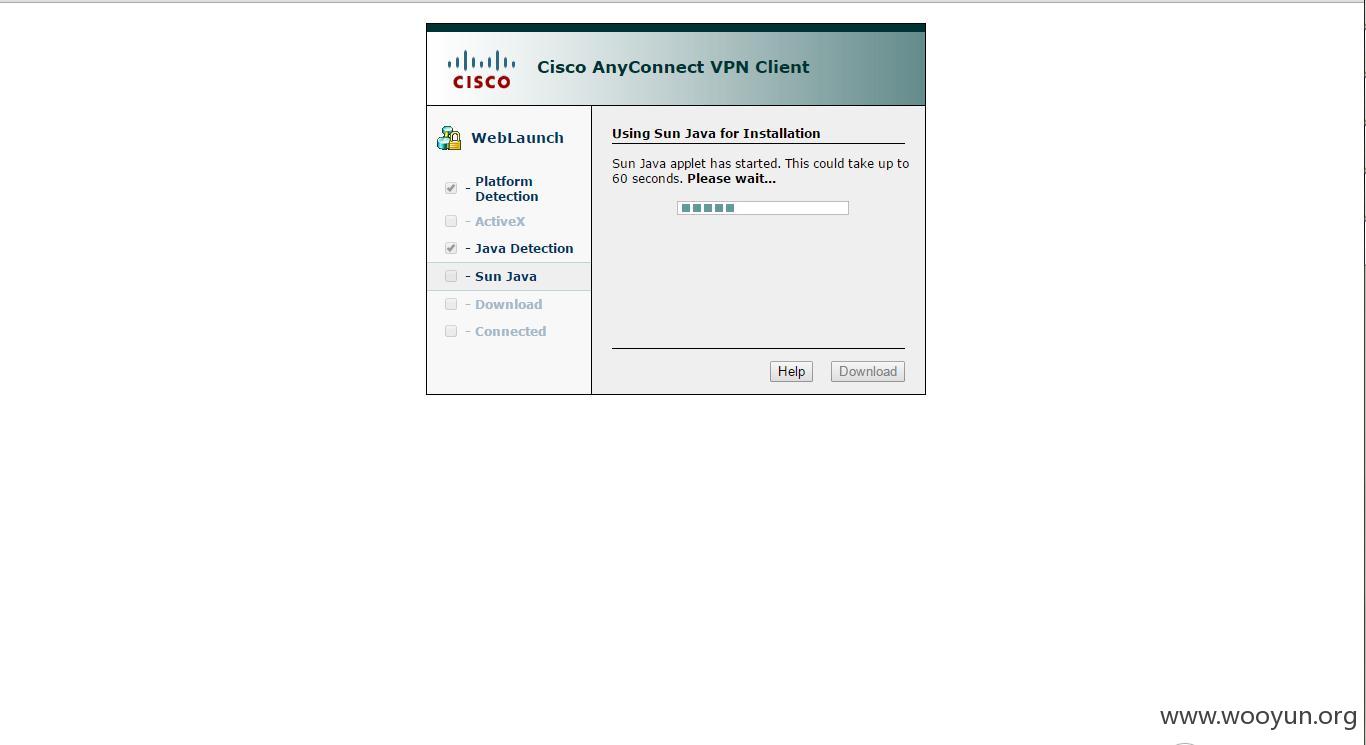 CISCO
Cisco AnyConnect VPN Client
WebLaunch
- Platform
Detection
- ActiveX
- Java Detection
- Sun Java
- Download
- Connected
Using Sun Java for Installation
Sun Java applet has started. This could take up to
60 seconds. Please wait...
Help
Download
www.wooyun.org